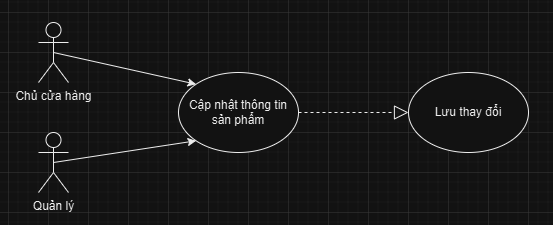 Chủ cửa hàng
Cập nhật thông tin
sản phẩm
Lưu thay đổi
Quản lý